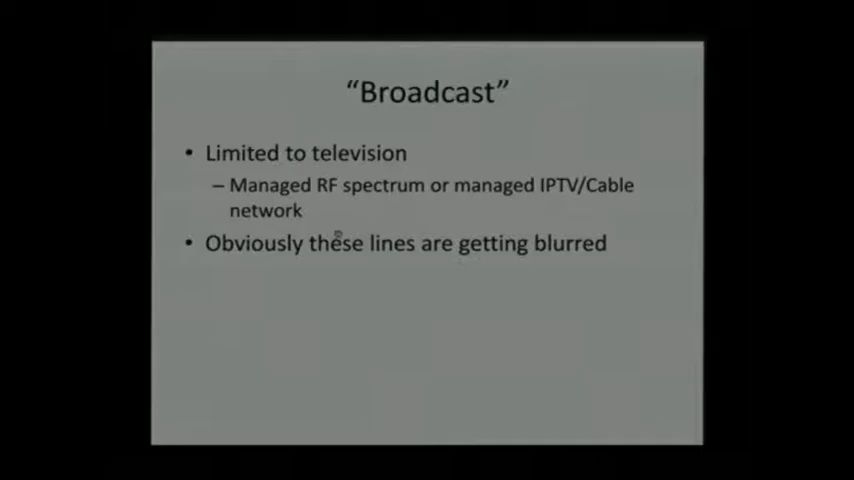 “Broadcast”
• Limited to television
– Managed RF spectrum or managed IPTV/Cable
network
• Obviously these lines are getting blurred